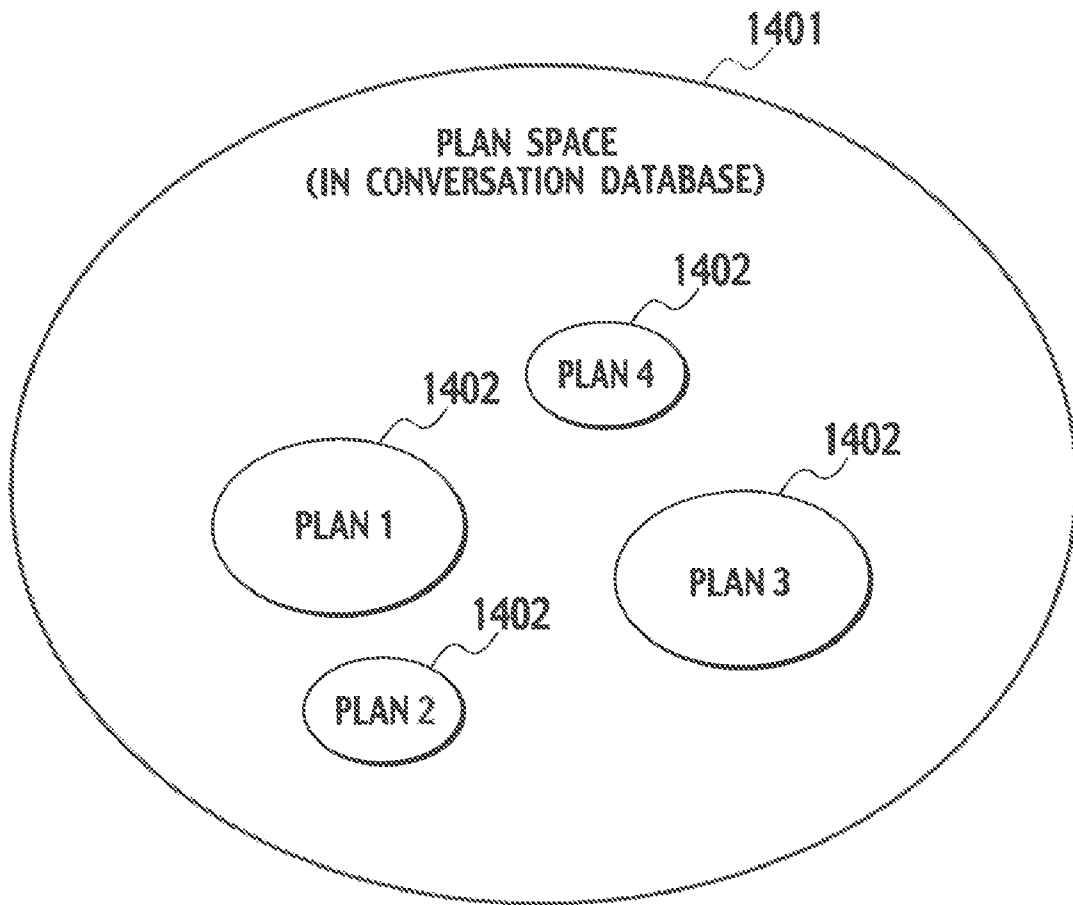 1401
PLAN SPACE
(IN CONVERSATION DATABASE)
1402
PLAN 4
1402
PLAN 1
1402
PLAN 3
1402
PLAN 2